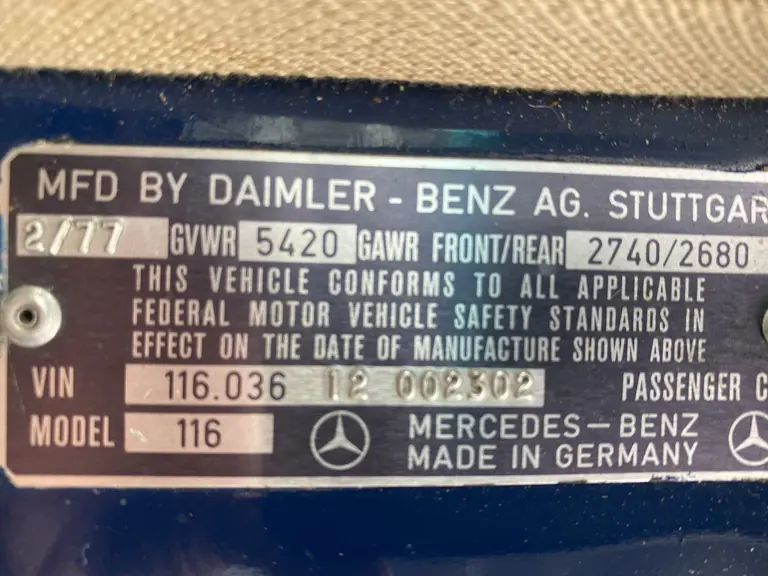 MFD BY DAIMLER - BENZ AG. STUTTGAR
2/77 GVWR 5420 GAWR FRONT/REAR 2740/2680
THIS VEHICLE CONFORMS TO ALL APPLICABLE
FEDERAL MOTOR VEHICLE SAFETY STANDARDS IN
EFFECT ON THE DATE OF MANUFACTURE SHOWN ABOVE
VIN 116.036 12 002302 PASSENGER C
MODEL 116 MERCEDES-BENZ
MADE IN GERMANY